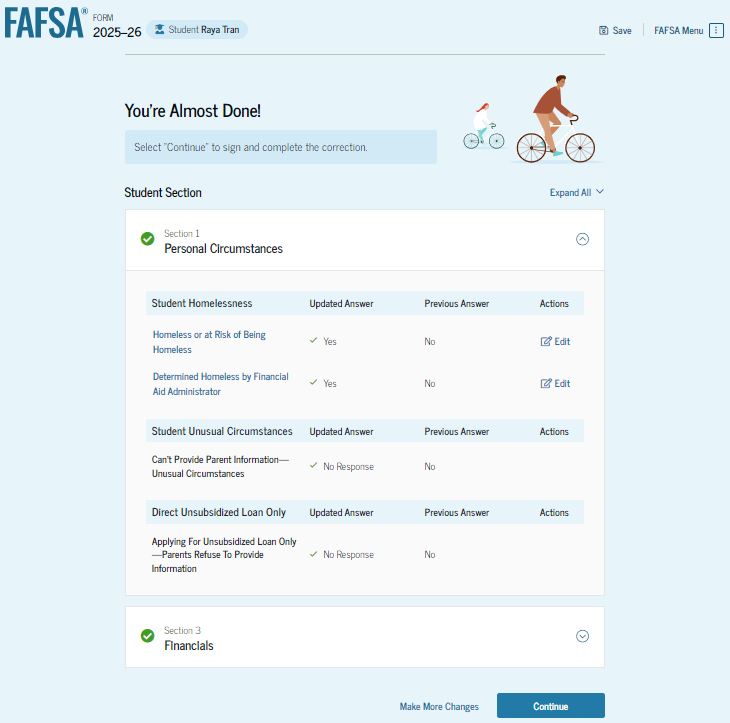 FAFSA®
FORM
2025–26
Student Raya Tran
Save
FAFSA Menu
You're Almost Done!
Select "Continue" to sign and complete the correction.
Student Section
Expand All
Section 1
Personal Circumstances
Student Homelessness Updated Answer Previous Answer Actions
Homeless or at Risk of Being
Homeless
Yes No Edit
Determined Homeless by Financial
Aid Administrator
Yes No Edit
Student Unusual Circumstances Updated Answer Previous Answer Actions
Can't Provide Parent Information—
Unusual Circumstances
No Response No
Direct Unsubsidized Loan Only Updated Answer Previous Answer Actions
Applying For Unsubsidized Loan Only
—Parents Refuse To Provide
Information
No Response No
Section 3
Financials
Make More Changes
Continue